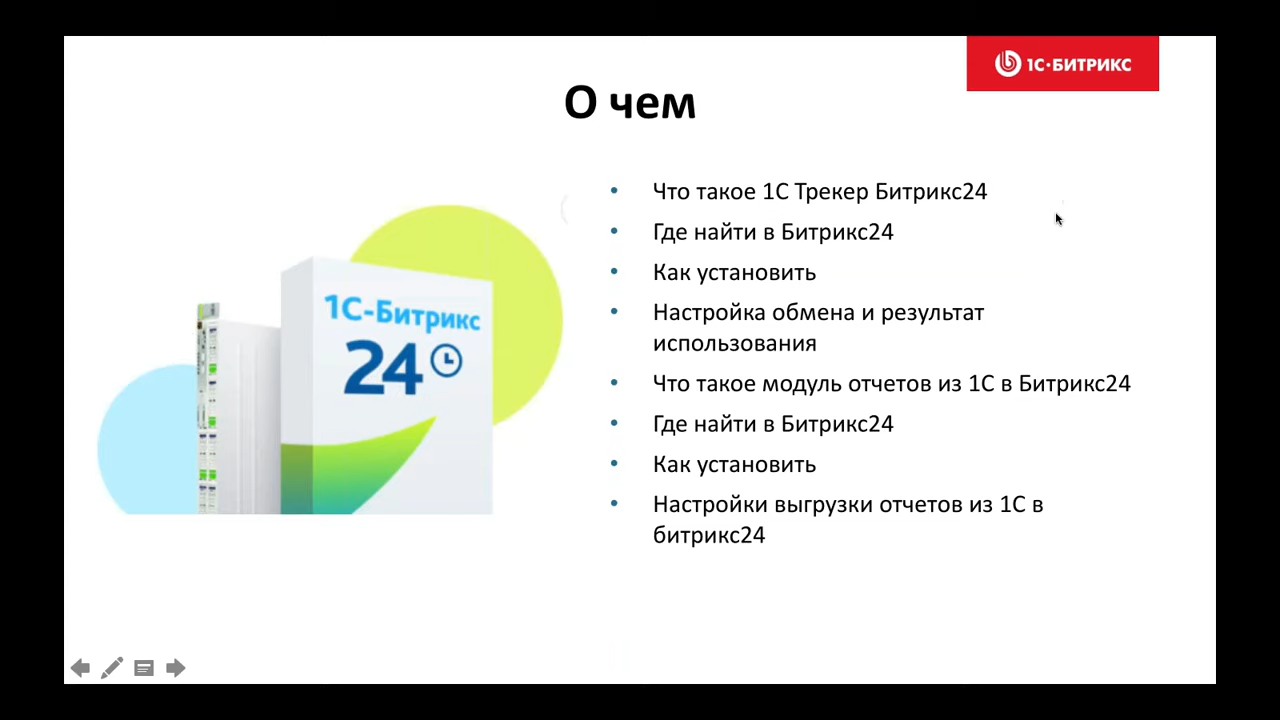 1С·БИТРИКС
О чем
1С-Битрикс
24
• Что такое 1С Трекер Битрикс24
• Где найти в Битрикс24
• Как установить
• Настройка обмена и результат
использования
• Что такое модуль отчетов из 1С в Битрикс24
• Где найти в Битрикс24
• Как установить
• Настройки выгрузки отчетов из 1С в
битрикс24